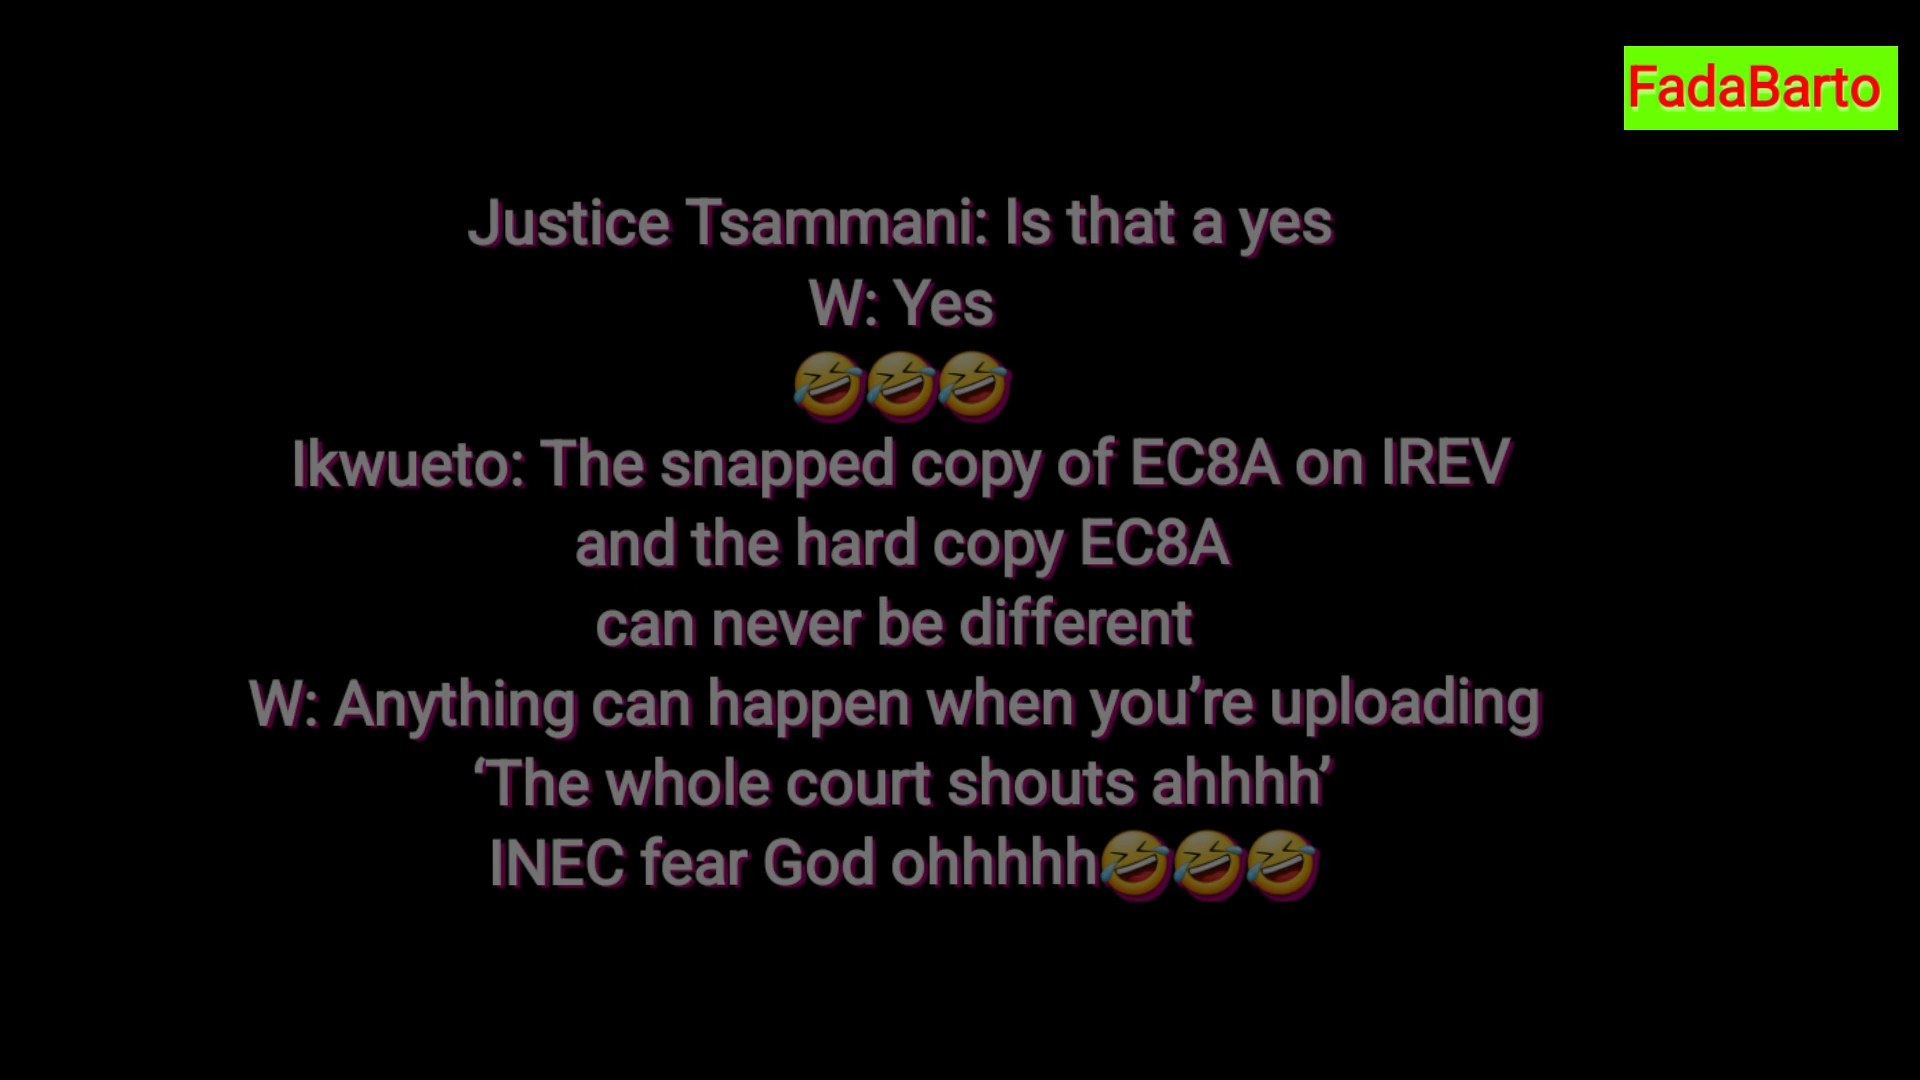 FadaBarto
Justice Tsammani: Is that a yes
W: Yes
🤣🤣🤣
Ikwueto: The snapped copy of EC8A on IREV
and the hard copy EC8A
can never be different
W: Anything can happen when you’re uploading
‘The whole court shouts ahhhh’
INEC fear God ohhhhh🤣🤣🤣